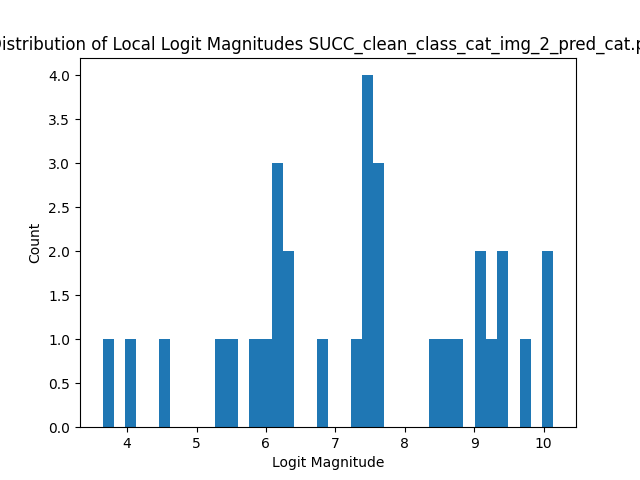 istribution of Local Logit Magnitudes SUCC_clean_class_cat_img_2_pred_cat.p
4.0
3.5
3.0
2.5
2.0
1.5
1.0
0.5
0.0
Count
4 5 6 7 8 9 10
Logit Magnitude